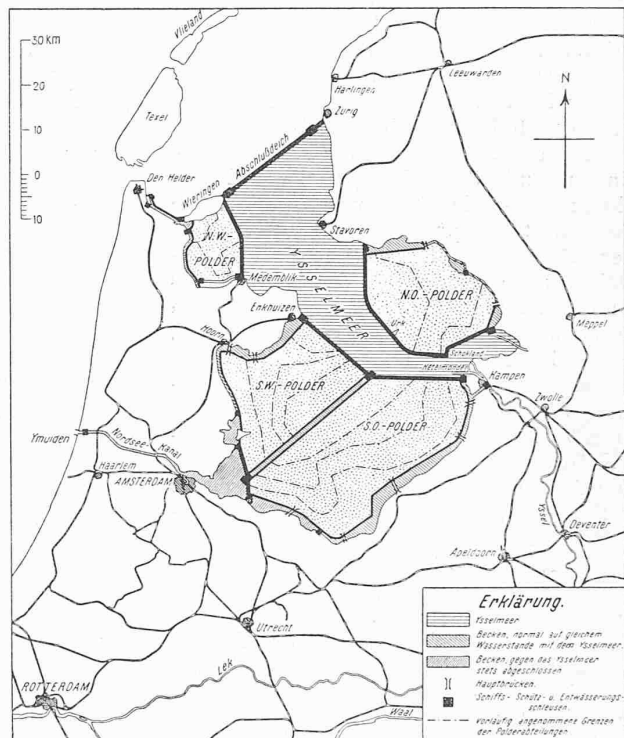 Vlieland
30 km
20
10
0
10
Texel
Harlingen
Leeuwarden
Zurig
N
Abschlußdeich
Wieringen
Den Helder
Stavoren
N.W.-
POLDER
Medemblik
YSSELMEER
N.O.-POLDER
Urk
Enkhuizen
Hoorn
Schokland
Meppel
Kampen
S.W.-POLDER
S.O.-POLDER
Zwolle
Ymuiden
Nordsee
Kanal
Haarlem
AMSTERDAM
Yssel
Deventer
Apeldoorn
Utrecht
Lek
ROTTERDAM
Waal
Erklärung.
Ysselmeer
Becken, normal auf gleichem
Wasserstande mit dem Ysselmeer.
Becken, gegen das Ysselmeer
stets abgeschlossen
Hauptbrücken.
Schiffs- Schütz- u. Entwässerungs-
schleusen.
Vorläufig angenommene Grenzen
der Polderabteilungen